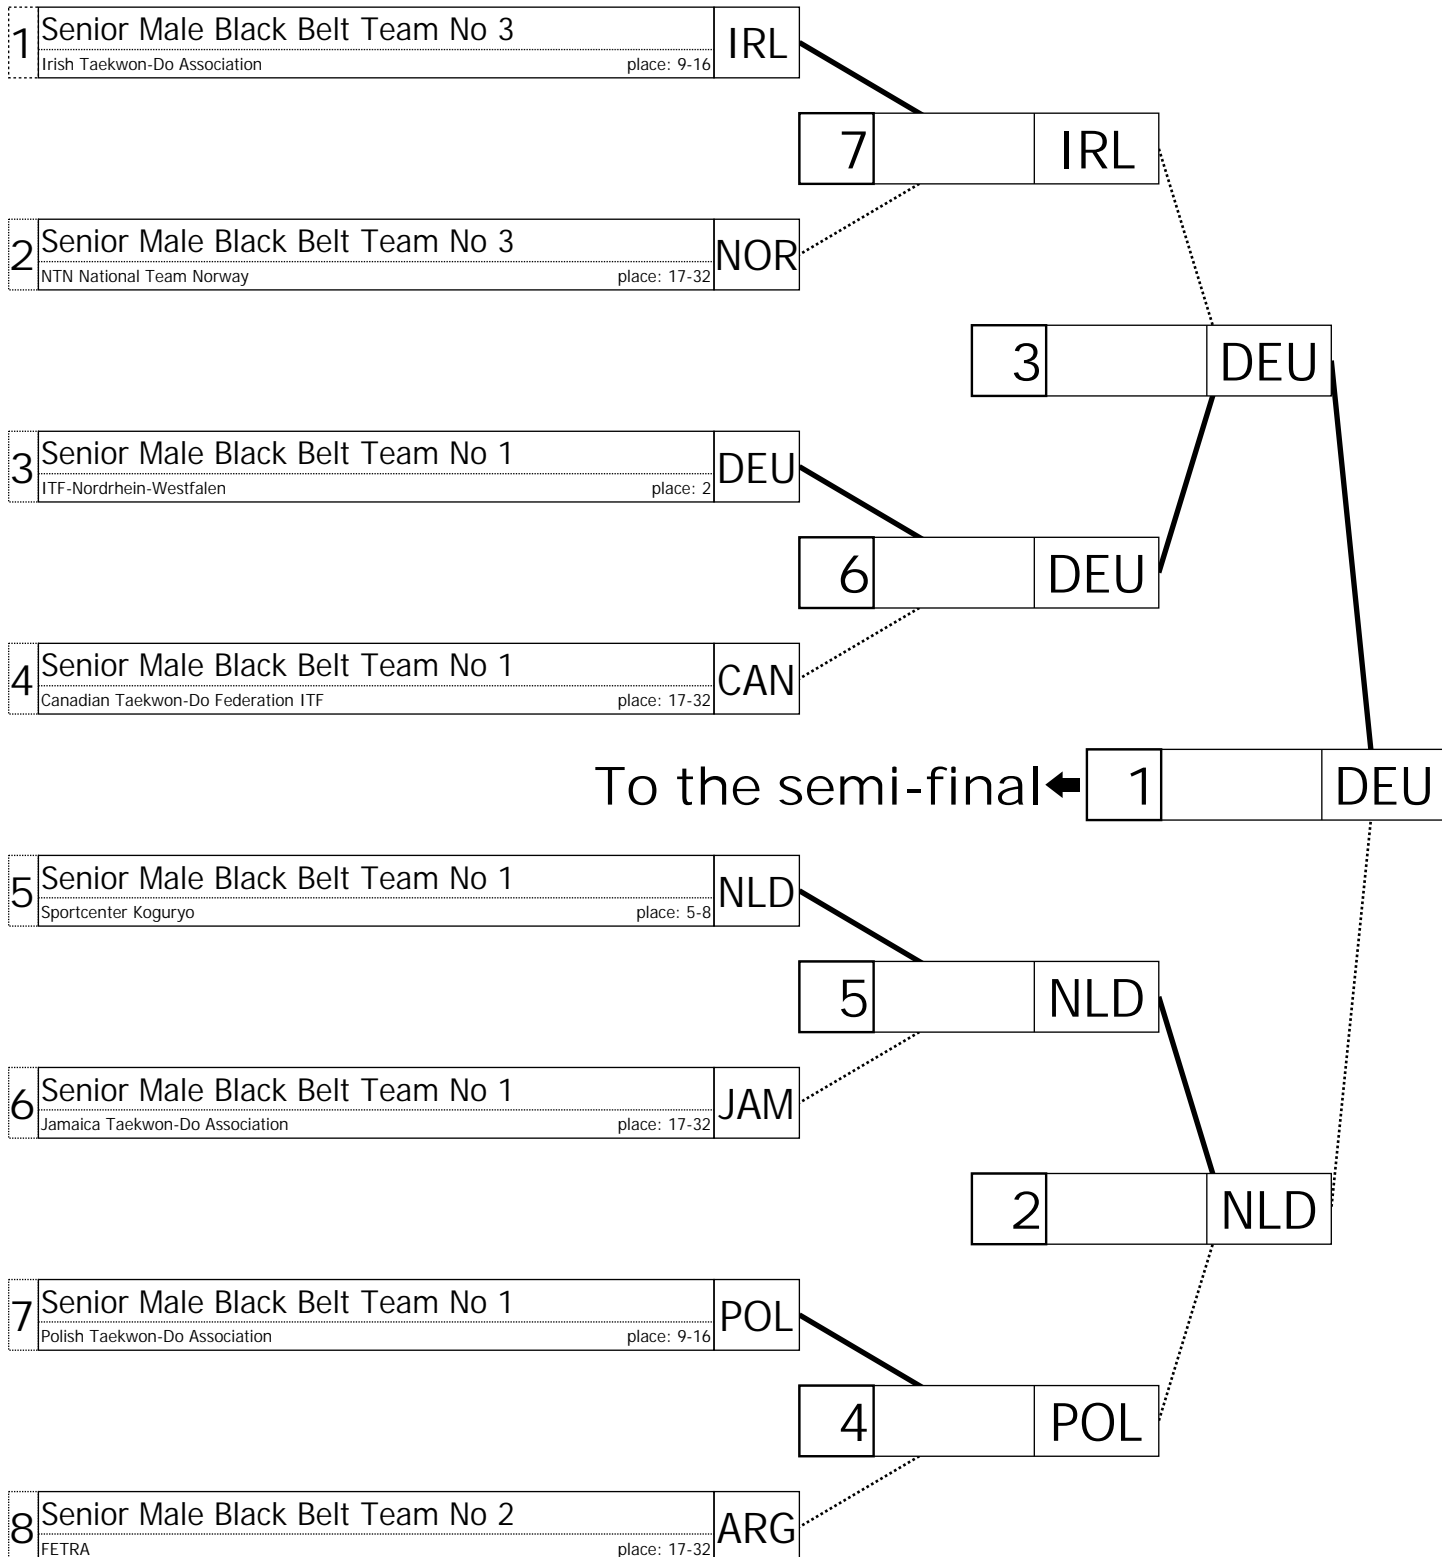 1 Senior Male Black Belt Team No 3 IRL
Irish Taekwon-Do Association place: 9-16
7 IRL
2 Senior Male Black Belt Team No 3 NOR
NTN National Team Norway place: 17-32
3 DEU
3 Senior Male Black Belt Team No 1 DEU
ITF-Nordrhein-Westfalen place: 2
6 DEU
4 Senior Male Black Belt Team No 1 CAN
Canadian Taekwon-Do Federation ITF place: 17-32
To the semi-final 1 DEU
5 Senior Male Black Belt Team No 1 NLD
Sportcenter Koguryo place: 5-8
5 NLD
6 Senior Male Black Belt Team No 1 JAM
Jamaica Taekwon-Do Association place: 17-32
2 NLD
7 Senior Male Black Belt Team No 1 POL
Polish Taekwon-Do Association place: 9-16
4 POL
8 Senior Male Black Belt Team No 2 ARG
FETRA place: 17-32